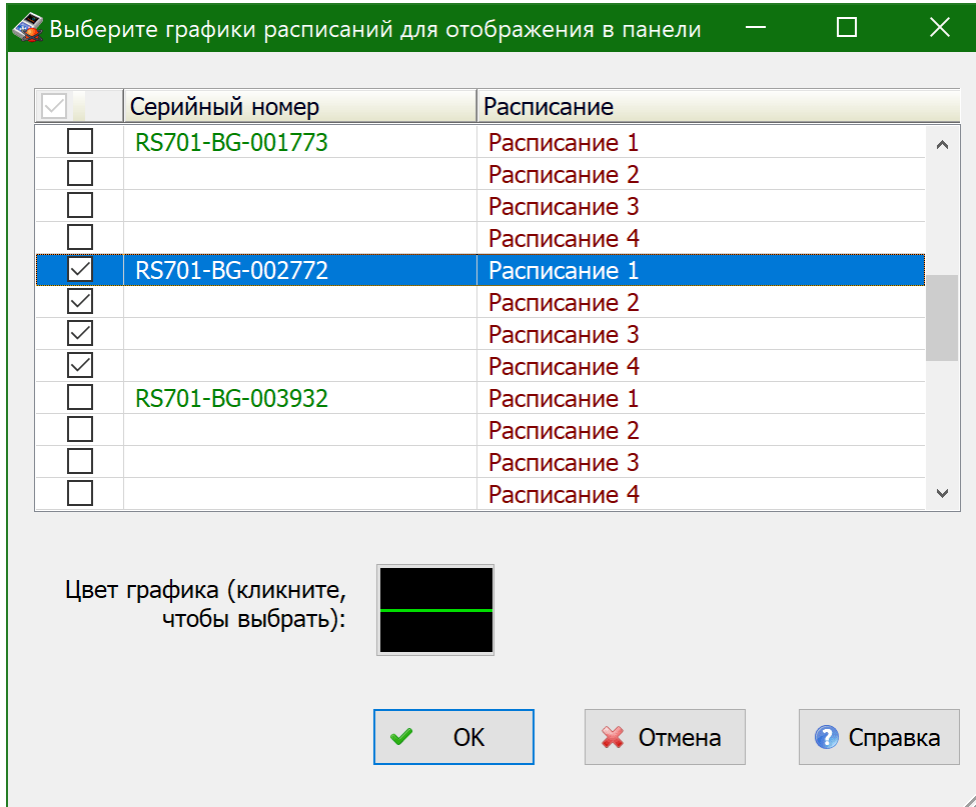 Выберите графики расписаний для отображения в панели
Серийный номер Расписание
RS701-BG-001773 Расписание 1
Расписание 2
Расписание 3
Расписание 4
RS701-BG-002772 Расписание 1
Расписание 2
Расписание 3
Расписание 4
RS701-BG-003932 Расписание 1
Расписание 2
Расписание 3
Расписание 4
Цвет графика (кликните,
чтобы выбрать):
OK Отмена Справка